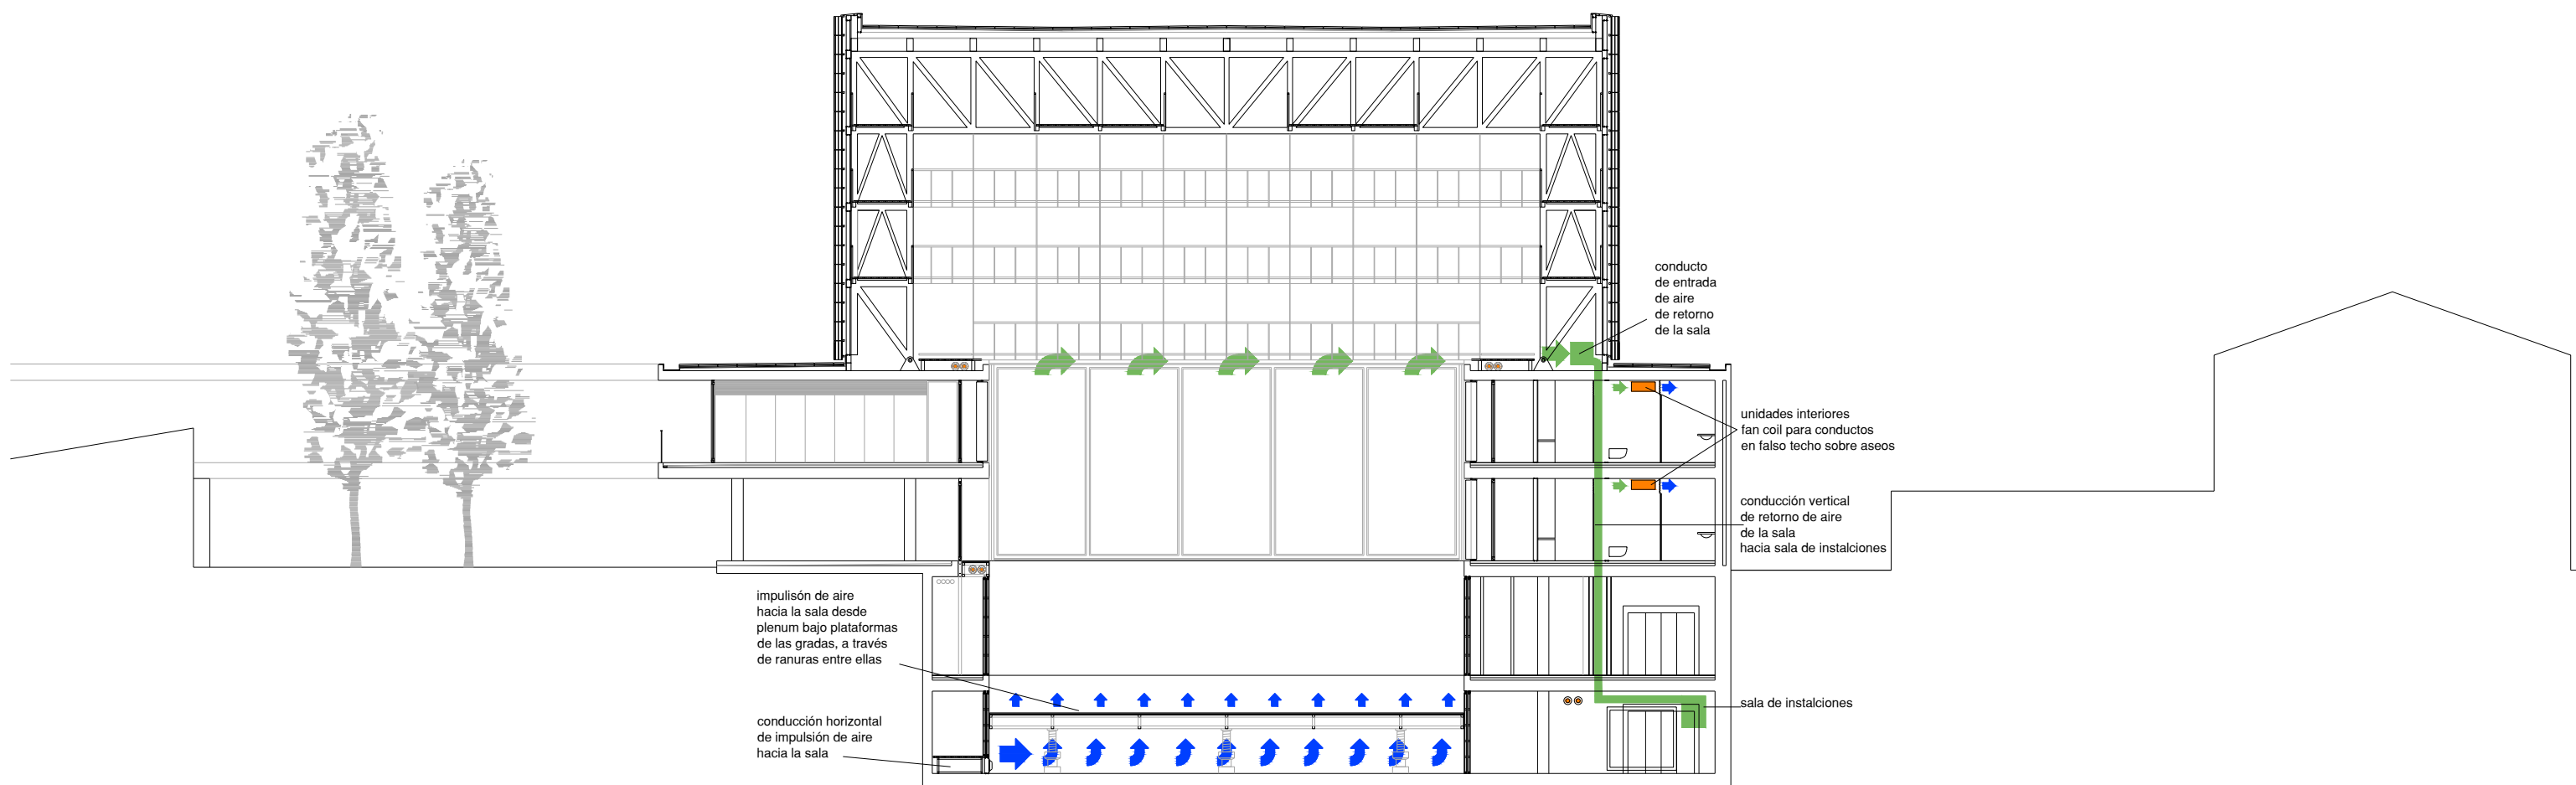 conducto
de entrada
de aire
de retorno
de la sala
unidades interiores
fan coil para conductos
en falso techo sobre aseos
conducción vertical
de retorno de aire
de la sala
hacia sala de instalciones
impulisón de aire
hacia la sala desde
plenum bajo plataformas
de las gradas, a través
de ranuras entre ellas
sala de instalciones
conducción horizontal
de impulsión de aire
hacia la sala